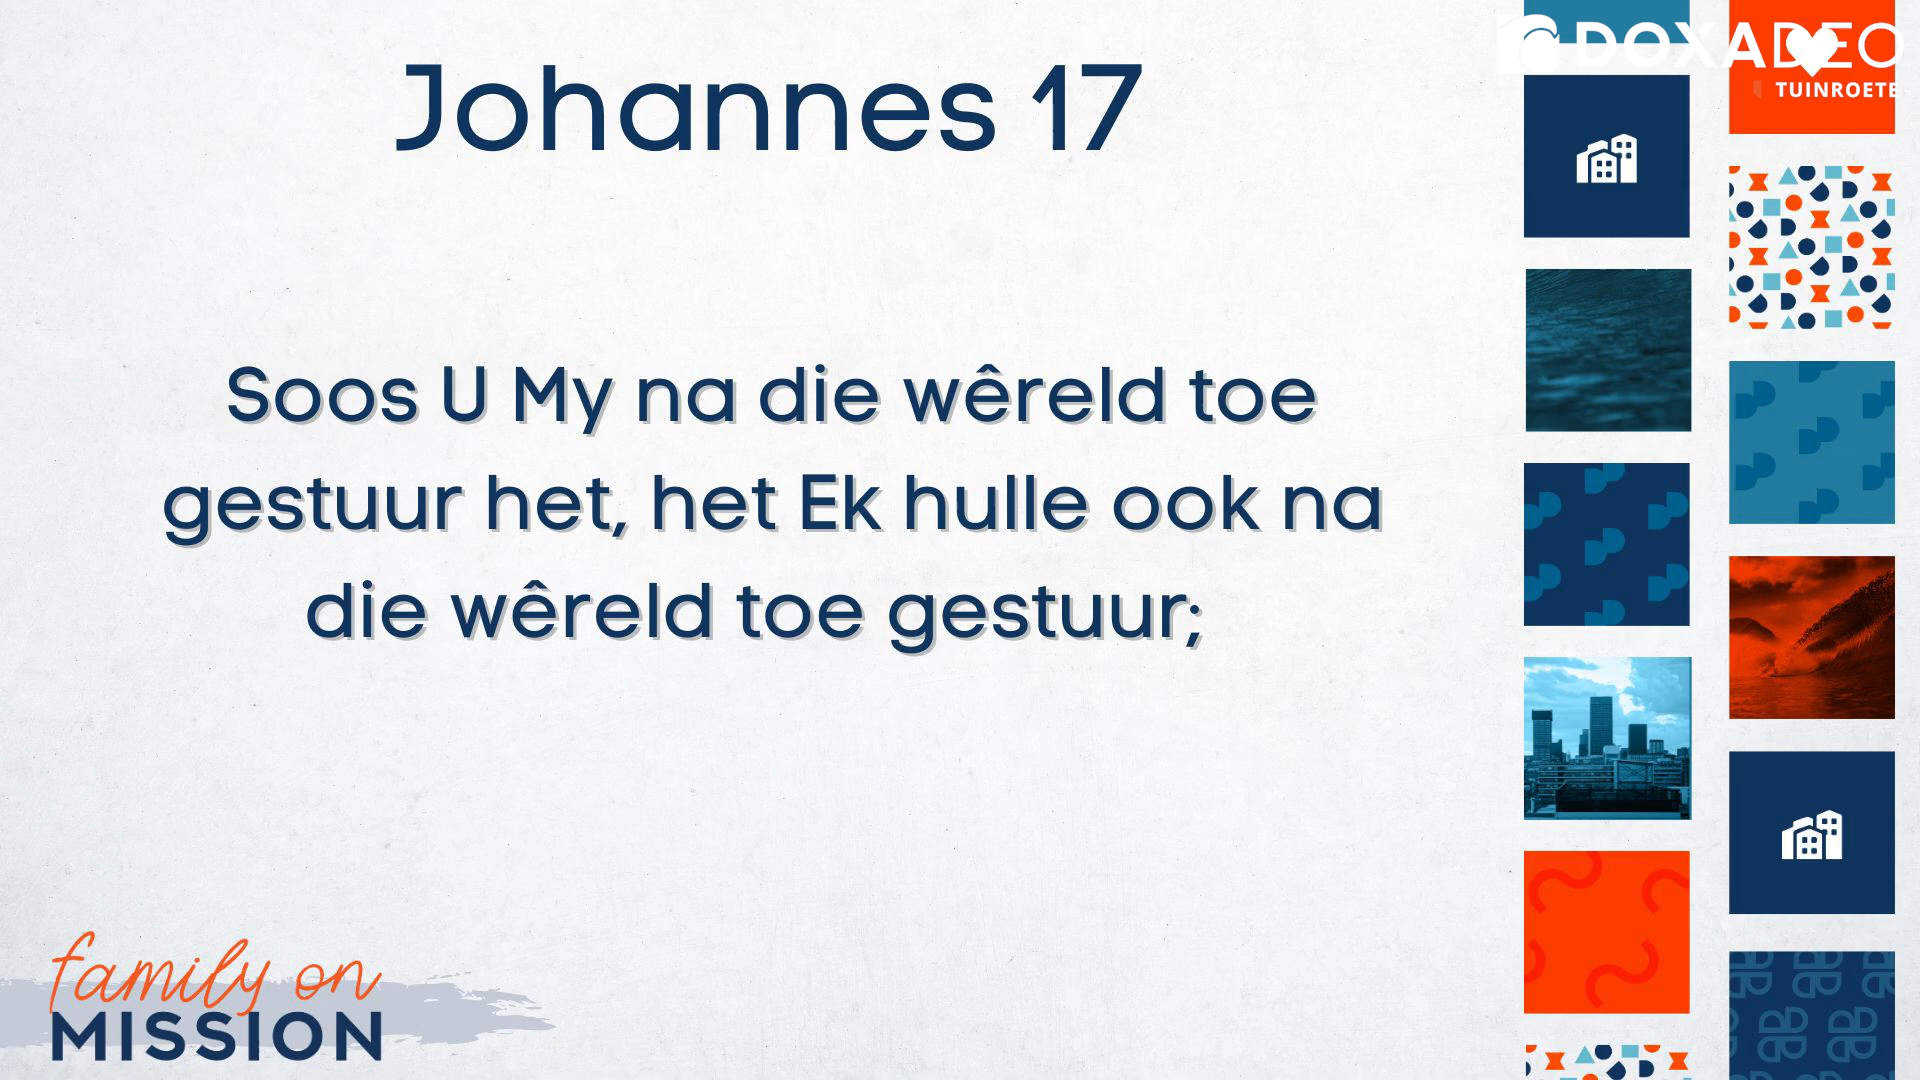 DOXADEO
TUINROETE
Johannes 17
Soos U My na die wêreld toe
gestuur het, het Ek hulle ook na
die wêreld toe gestuur;
family on
MISSION